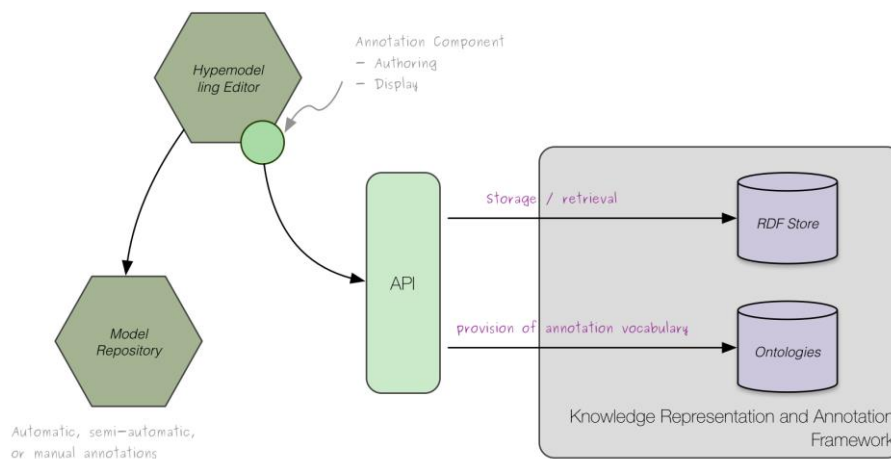 Hypemodel
ling Editor
Annotation Component
– Authoring
– Display
Storage / retrieval
RDF Store
API
Model
Repository
provision of annotation vocabulary
Ontologies
Knowledge Representation and Annotation
Framework
Automatic, semi-automatic,
or manual annotations